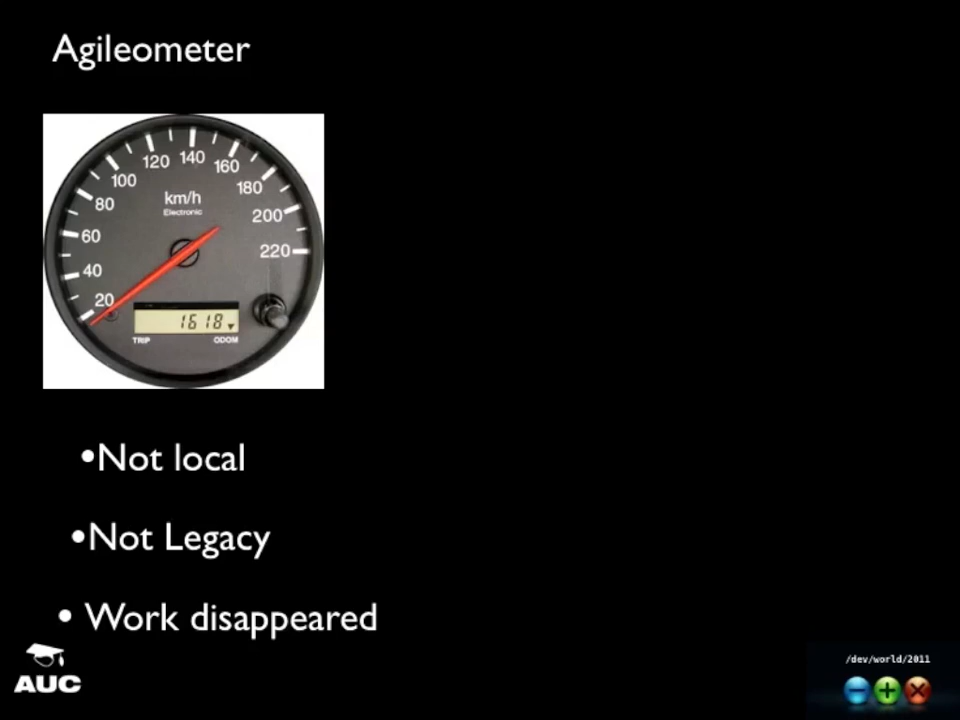 Agileometer
120 140 160
100 180
80 km/h 200
Electronic
60 220
40
20
1618
TRIP ODOM
•Not local
•Not Legacy
• Work disappeared
AUC
/dev/world/2011